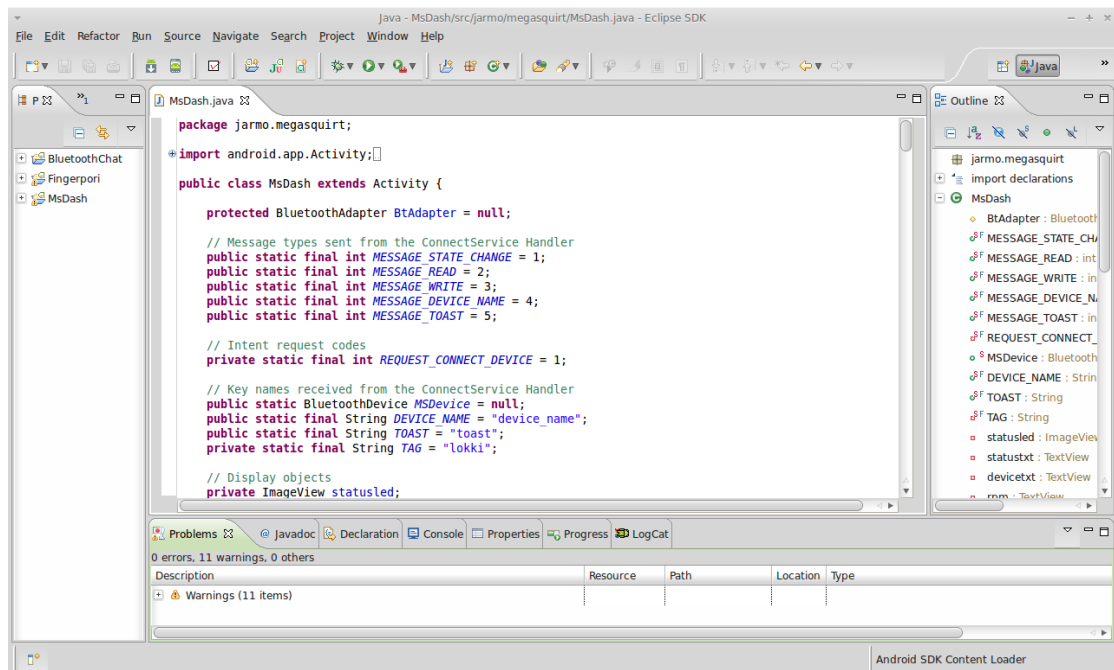 Java - MsDash/src/jarmo/megasquirt/MsDash.java - Eclipse SDK
File Edit Refactor Run Source Navigate Search Project Window Help
Java
P
MsDash.java
Outline
BluetoothChat
Fingerpori
MsDash
package jarmo.megasquirt;
import android.app.Activity;
public class MsDash extends Activity {
protected BluetoothAdapter BtAdapter = null;
// Message types sent from the ConnectService Handler
public static final int MESSAGE_STATE_CHANGE = 1;
public static final int MESSAGE_READ = 2;
public static final int MESSAGE_WRITE = 3;
public static final int MESSAGE_DEVICE_NAME = 4;
public static final int MESSAGE_TOAST = 5;
// Intent request codes
private static final int REQUEST_CONNECT_DEVICE = 1;
// Key names received from the ConnectService Handler
public static BluetoothDevice MSDevice = null;
public static final String DEVICE_NAME = "device_name";
public static final String TOAST = "toast";
private static final String TAG = "lokki";
// Display objects
private ImageView statusled;
jarmo.megasquirt
import declarations
MsDash
BtAdapter : Bluetooth
MESSAGE_STATE_CHA
MESSAGE_READ : int
MESSAGE_WRITE : in
MESSAGE_DEVICE_NA
MESSAGE_TOAST : in
REQUEST_CONNECT_
MSDevice : Bluetooth
DEVICE_NAME : Strin
TOAST : String
TAG : String
statusled : ImageView
statustxt : TextView
devicetxt : TextView
rpm : TextView
Problems @ Javadoc Declaration Console Properties Progress LogCat
0 errors, 11 warnings, 0 others
Description Resource Path Location Type
Warnings (11 items)
Android SDK Content Loader